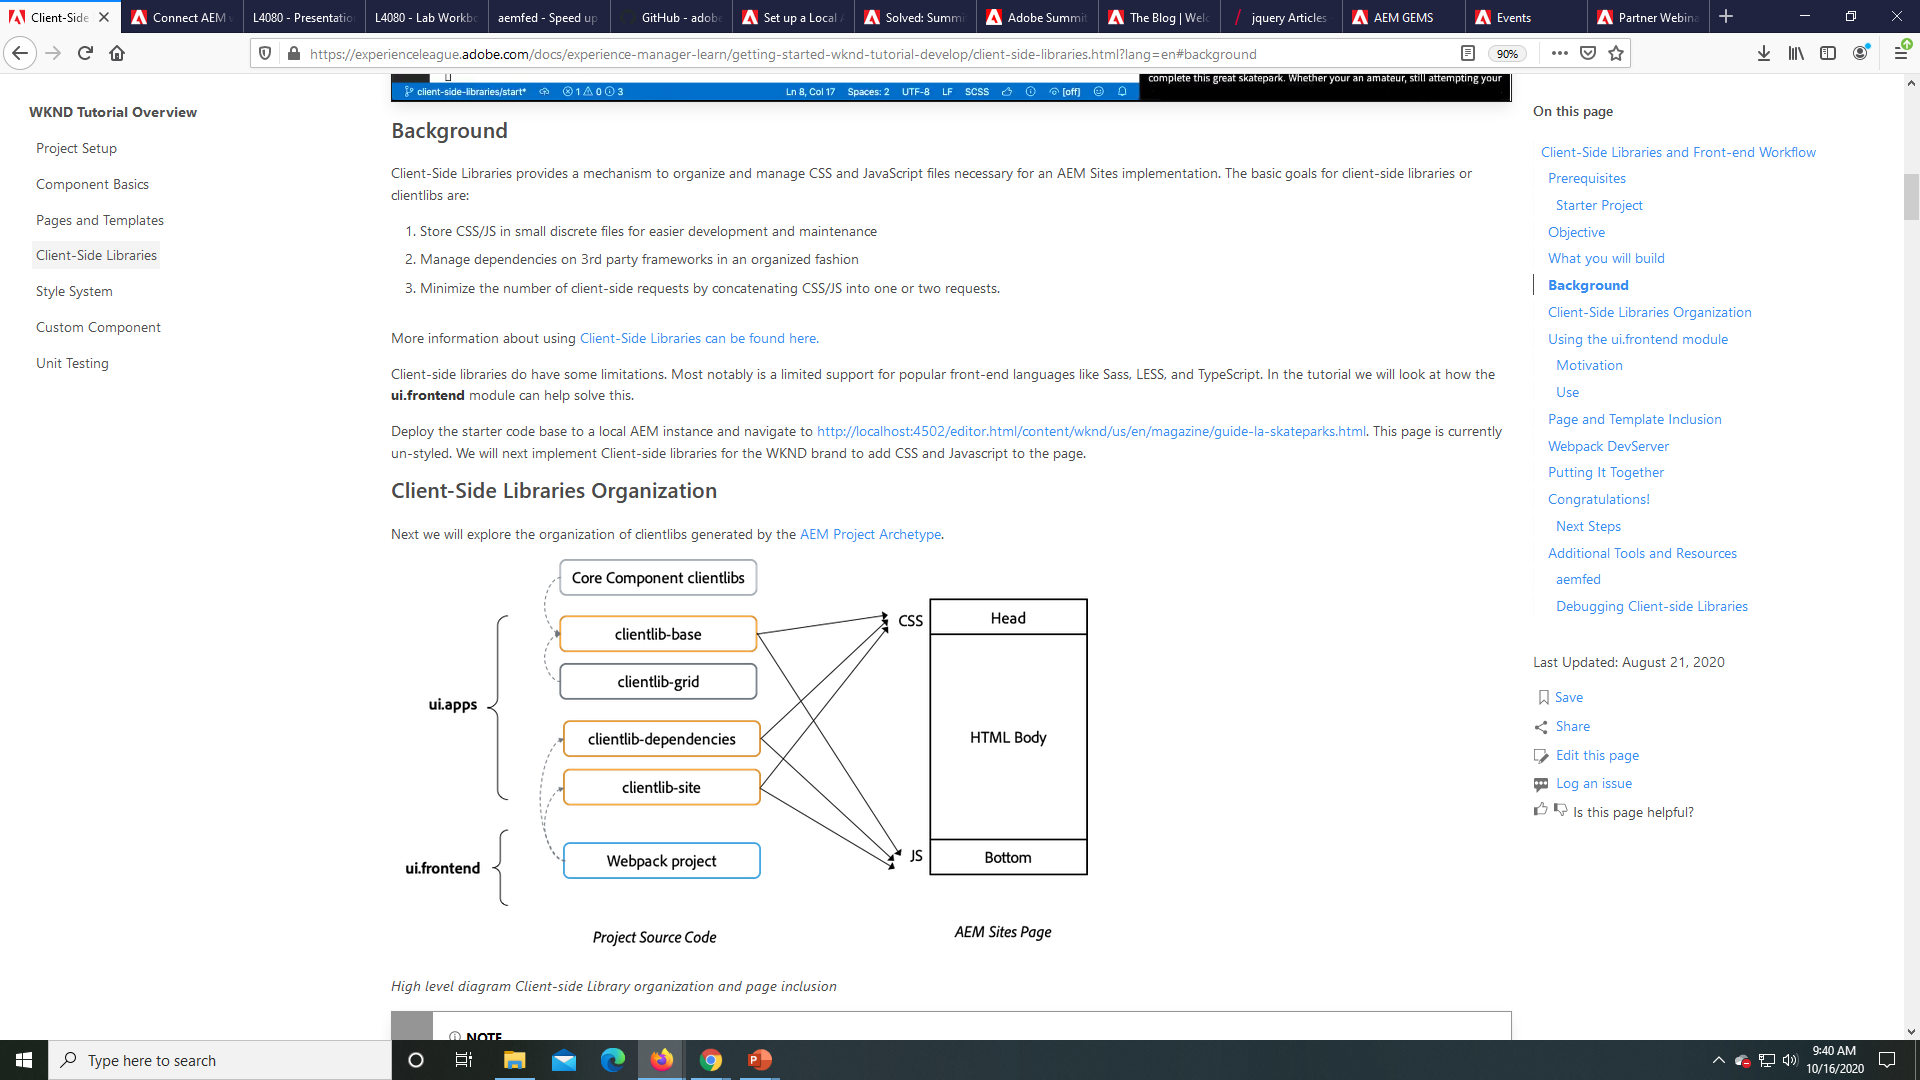 Client-Side
Connect AEM
L4080 - Presentatio
L4080 - Lab Workbo
aemfed - Speed up
GitHub - adobe
Set up a Local A
Solved: Summi
Adobe Summit
The Blog | Welc
jquery Articles
AEM GEMS
Events
Partner Webina
https://experienceleague.adobe.com/docs/experience-manager-learn/getting-started-wknd-tutorial-develop/client-side-libraries.html?lang=en#background
90%
complete this great skatepark. Whether your an amateur, still attempting your
client-side-libraries/start* 1 0 3 Ln 8, Col 17 Spaces: 2 UTF-8 LF SCSS [off]
WKND Tutorial Overview
Project Setup
Component Basics
Pages and Templates
Client-Side Libraries
Style System
Custom Component
Unit Testing
Background
Client-Side Libraries provides a mechanism to organize and manage CSS and JavaScript files necessary for an AEM Sites implementation. The basic goals for client-side libraries or
clientlibs are:
1. Store CSS/JS in small discrete files for easier development and maintenance
2. Manage dependencies on 3rd party frameworks in an organized fashion
3. Minimize the number of client-side requests by concatenating CSS/JS into one or two requests.
More information about using Client-Side Libraries can be found here.
Client-side libraries do have some limitations. Most notably is a limited support for popular front-end languages like Sass, LESS, and TypeScript. In the tutorial we will look at how the
ui.frontend module can help solve this.
Deploy the starter code base to a local AEM instance and navigate to http://localhost:4502/editor.html/content/wknd/us/en/magazine/guide-la-skateparks.html. This page is currently
un-styled. We will next implement Client-side libraries for the WKND brand to add CSS and Javascript to the page.
Client-Side Libraries Organization
Next we will explore the organization of clientlibs generated by the AEM Project Archetype.
Core Component clientlibs
clientlib-base
clientlib-grid
ui.apps
clientlib-dependencies
clientlib-site
ui.frontend
Webpack project
Project Source Code
CSS
Head
HTML Body
JS
Bottom
AEM Sites Page
High level diagram Client-side Library organization and page inclusion
NOTE
On this page
Client-Side Libraries and Front-end Workflow
Prerequisites
Starter Project
Objective
What you will build
Background
Client-Side Libraries Organization
Using the ui.frontend module
Motivation
Use
Page and Template Inclusion
Webpack DevServer
Putting It Together
Congratulations!
Next Steps
Additional Tools and Resources
aemfed
Debugging Client-side Libraries
Last Updated: August 21, 2020
Save
Share
Edit this page
Log an issue
Is this page helpful?
Type here to search
9:40 AM
10/16/2020